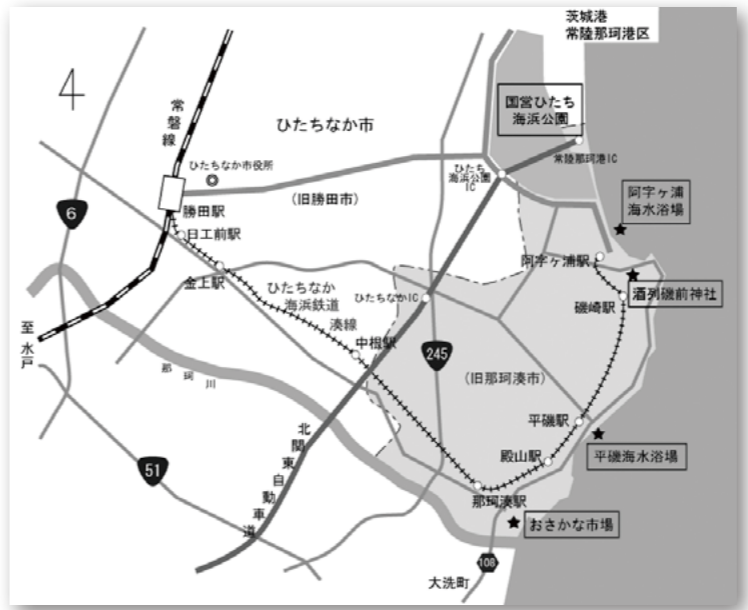 茨城港
常陸那珂港区
4
常磐線
国営ひたち
海浜公園
ひたちなか市
ひたちなか市役所
ひたち
海浜公園
IC
常陸那珂港IC
(旧勝田市)
阿字ヶ浦
海水浴場
6
勝田駅
日工前駅
金上駅
阿字ヶ浦駅
酒列磯前神社
ひたちなか
海浜鉄道
湊線
ひたちなかIC
磯崎駅
至水戸
中根駅
245
那珂川
(旧那珂湊市)
平磯駅
平磯海水浴場
北関東自動車道
殿山駅
51
那珂湊駅
おさかな市場
108
大洗町